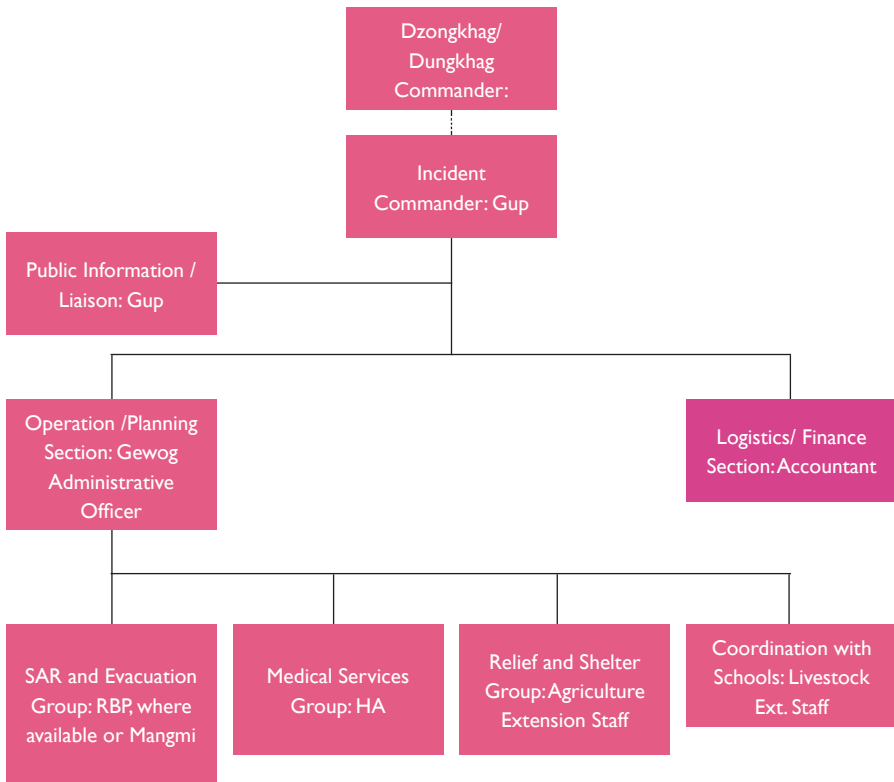 Dzongkhag/
Dungkhag
Commander:
Incident
Commander: Gup
Public Information /
Liaison: Gup
Operation /Planning
Section: Gewog
Administrative
Officer
Logistics/ Finance
Section: Accountant
SAR and Evacuation
Group: RBP, where
available or Mangmi
Medical Services
Group: HA
Relief and Shelter
Group: Agriculture
Extension Staff
Coordination with
Schools: Livestock
Ext. Staff